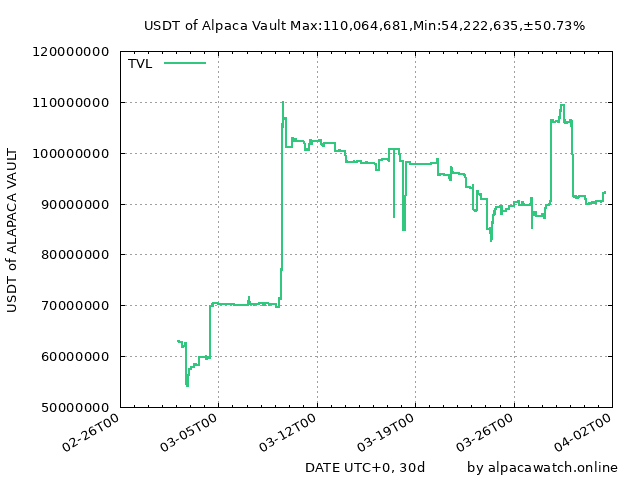 USDT of Alpaca Vault Max:110,064,681,Min:54,222,635,±50.73%
120000000
TVL
110000000
100000000
90000000
80000000
70000000
60000000
50000000
USDT of ALAPACA VAULT
02-26T00
03-05T00
03-12T00
03-19T00
03-26T00
04-02T00
DATE UTC+0, 30d
by alpacawatch.online